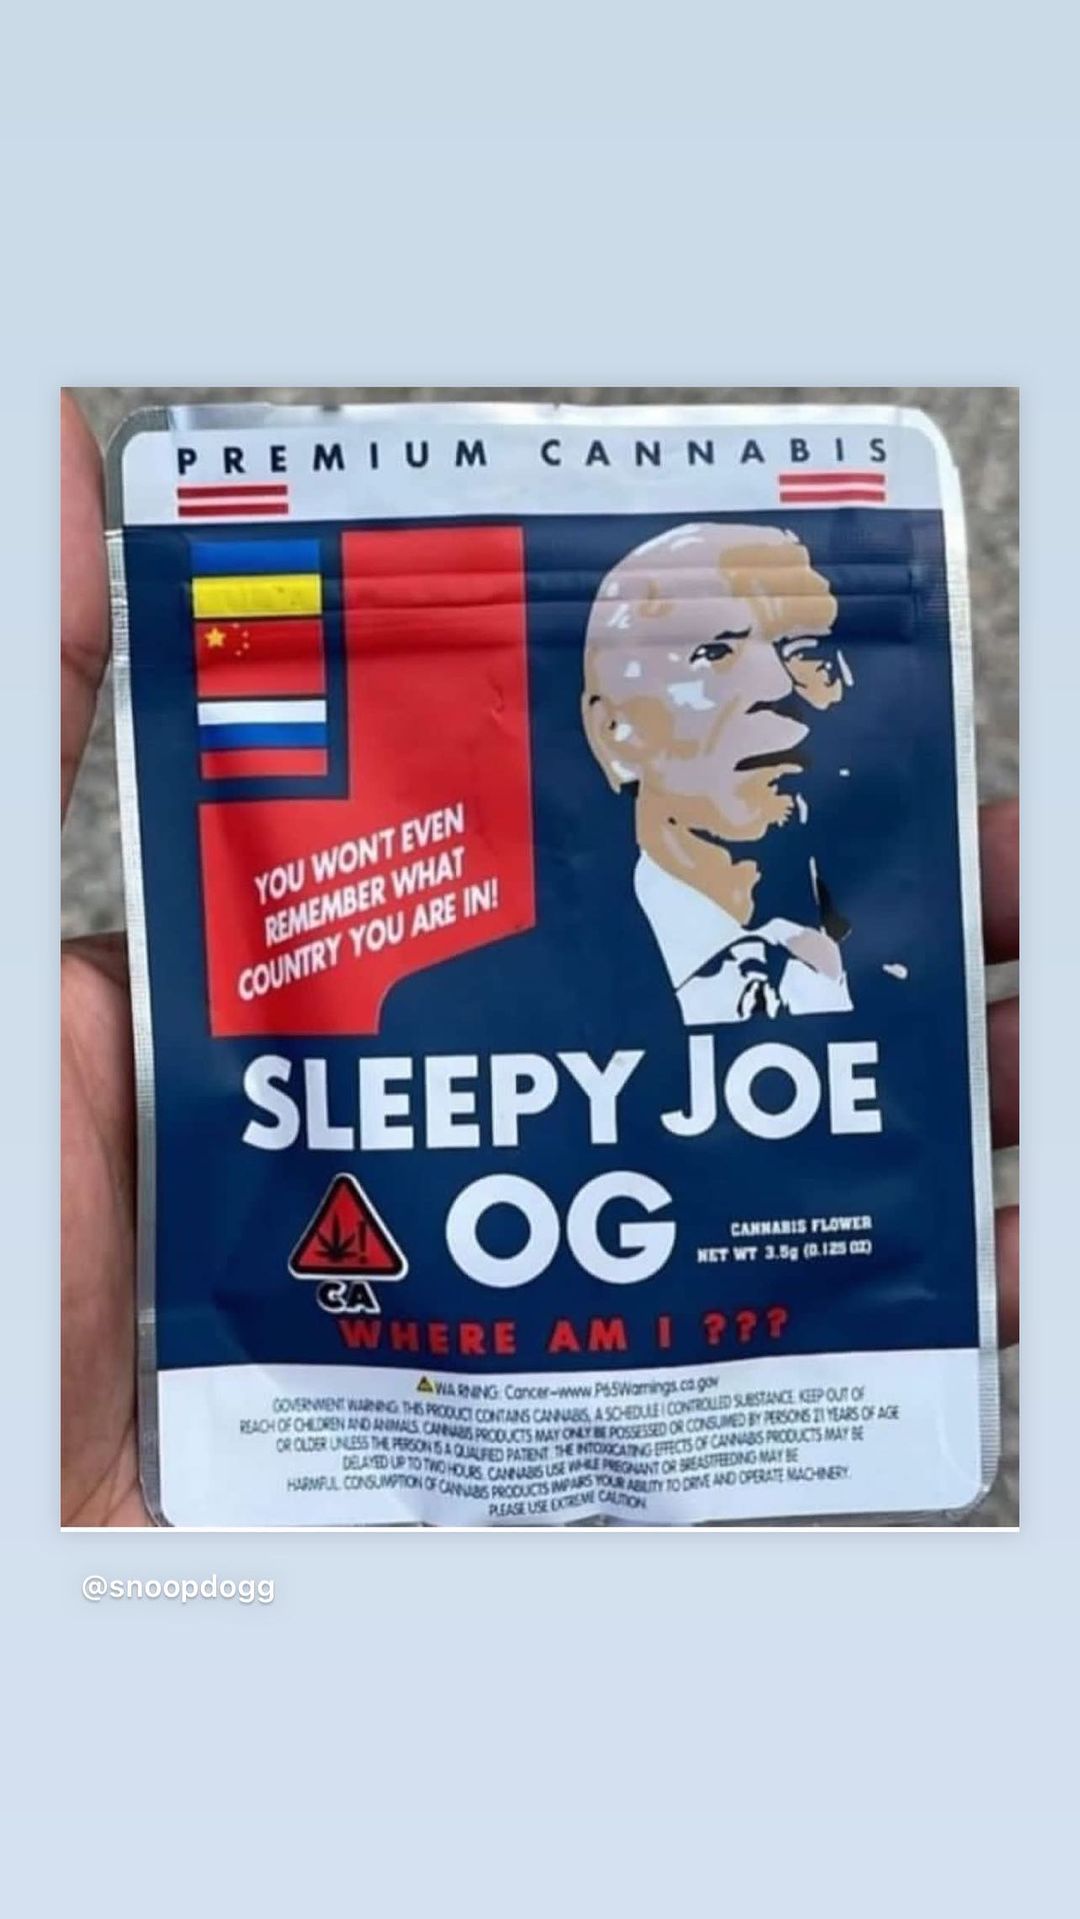 PREMIUM CANNABIS
YOU WON'T EVEN
REMEMBER WHAT
COUNTRY YOU ARE IN!
SLEEPY JOE
OG
CANNABIS FLOWER
NET WT 3.5g (0.125 OZ)
CA
WHERE AM I ???
WARNING: Cancer-www.P65Warnings.ca.gov
GOVERNMENT WARNING: THIS PRODUCT CONTAINS CANNABIS, A SCHEDULE I CONTROLLED SUBSTANCE. KEEP OUT OF
REACH OF CHILDREN AND ANIMALS. CANNABIS PRODUCTS MAY ONLY BE POSSESSED OR CONSUMED BY PERSONS 21 YEARS OF AGE
OR OLDER UNLESS THE PERSON IS A QUALIFIED PATIENT. THE INTOXICATING EFFECTS OF CANNABIS PRODUCTS MAY BE
DELAYED UP TO TWO HOURS. CANNABIS USE WHILE PREGNANT OR BREASTFEEDING MAY BE
HARMFUL. CONSUMPTION OF CANNABIS PRODUCTS IMPAIRS YOUR ABILITY TO DRIVE AND OPERATE MACHINERY.
PLEASE USE EXTREME CAUTION
@snoopdogg